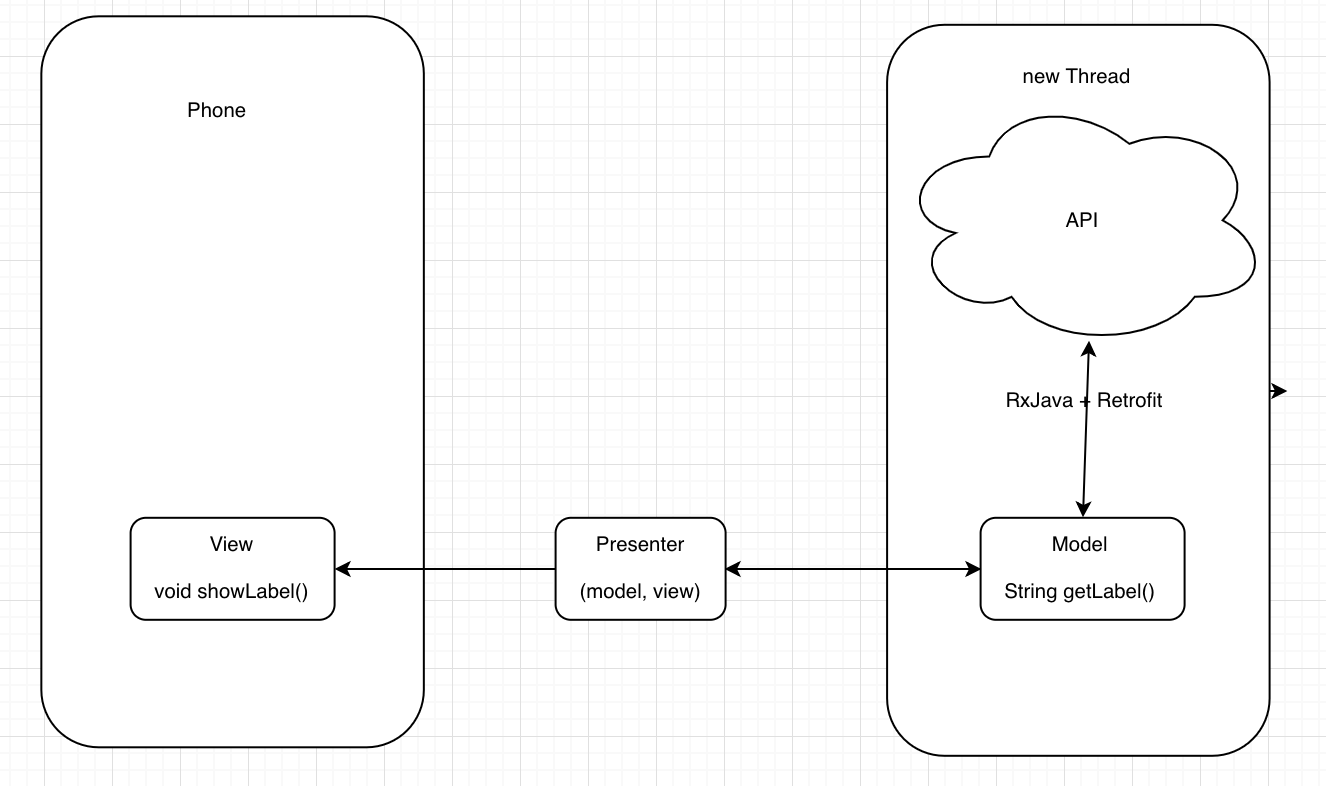 Phone
new Thread
API
RxJava + Retrofit
View
void showLabel()
Presenter
(model, view)
Model
String getLabel()